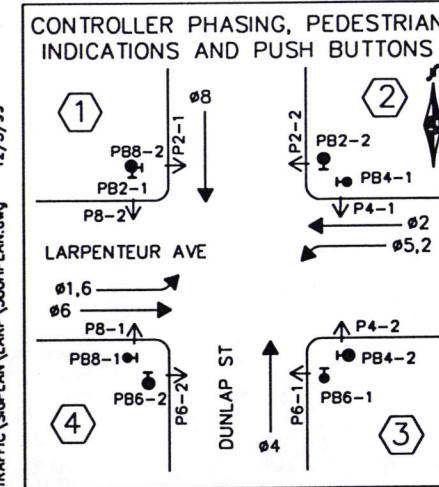 CONTROLLER PHASING, PEDESTRIAN
INDICATIONS AND PUSH BUTTONS
1
ø8
P2-1
PB8-2
PB2-1
P8-2
2
P2-2
PB2-2
PB4-1
P4-1
ø2
ø5,2
LARPENTEUR AVE
ø1,6
ø6
P8-1
PB8-1
PB6-2
P6-2
4
DUNLAP ST
ø4
P4-2
PB4-2
P6-1
PB6-1
3